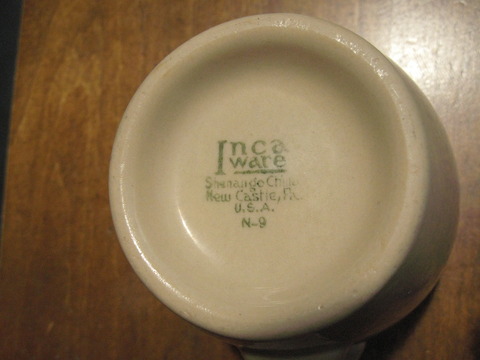 Inca
ware
Shenango China
New Castle, Pa.
U.S.A.
N-9